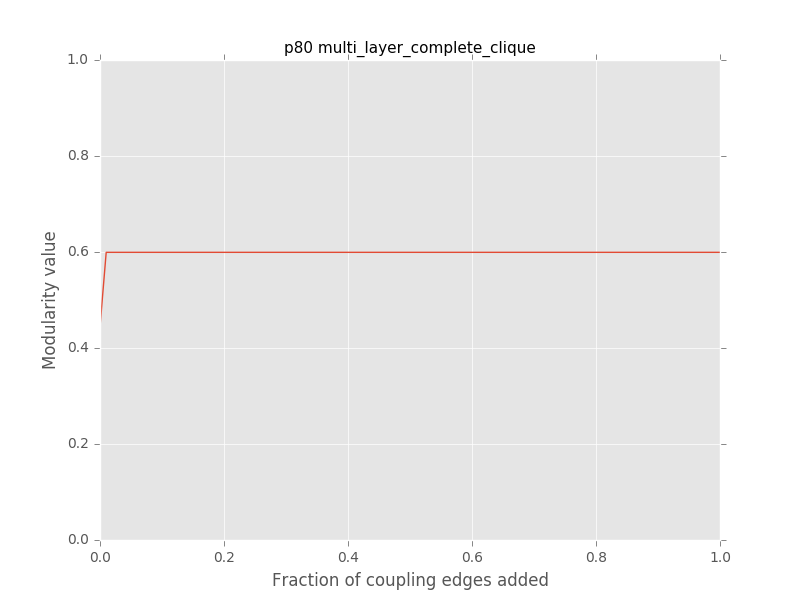 p80 multi_layer_complete_clique
1.0
0.8
0.6
0.4
0.2
0.0
Modularity value
0.0 0.2 0.4 0.6 0.8 1.0
Fraction of coupling edges added